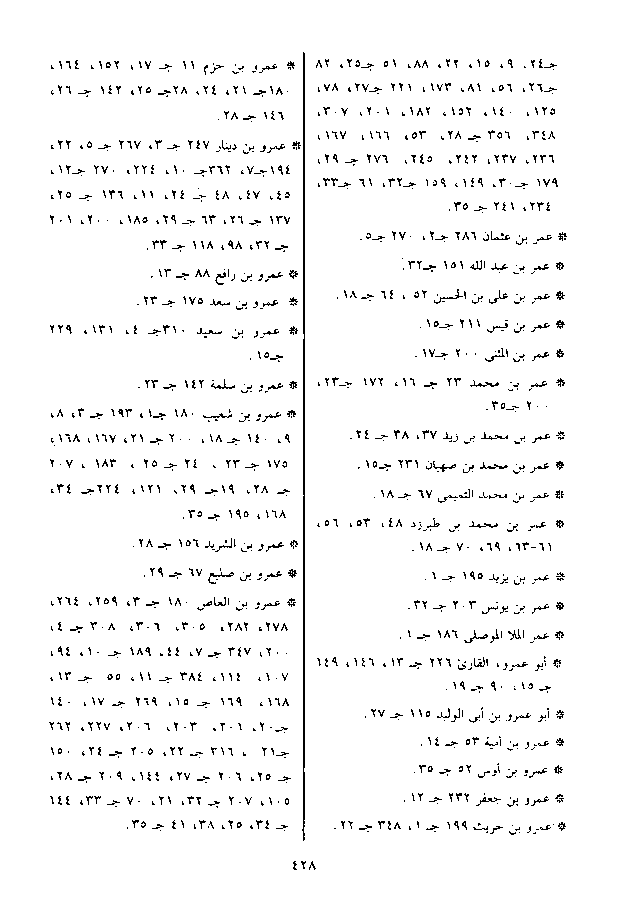 جـ٢٤، ٩، ١٥، ٢٢، ٨٨، ٥١ جـ٢٥، ٨٢
جـ٢٦، ٥٦، ٨١، ١٧٣، ٢٢١ جـ٢٧، ٧٨،
١٢٥، ١٤٠، ١٥٢، ١٨٢، ٢٠١، ٣٠٧،
٣٤٨، ٣٥٦ جـ ٢٨، ٥٣، ١٦٦، ١٦٧،
٢٣٦، ٢٣٧، ٢٤٢، ٢٤٥، ٢٧٦ جـ ٢٩،
١٧٩ جـ٣٠، ١٤٩، ١٥٩ جـ٣٢، ٦١ جـ٣٣،
٢٣٤، ٢٤١ جـ ٣٥.
* عمر بن عثمان ٢٨٦ جـ٢، ٢٧٠ جـ٥.
* عمر بن عبد الله ١٥١ جـ٣٢.
* عمر بن على بن الحسين ٥٢ ، ٦٤ جـ ١٨.
* عمر بن قيس ٢١١ جـ١٥.
* عمر بن المثنى ٢٠٠ جـ١٧.
* عمر بن محمد ٢٣ جـ ١٦، ١٧٢ جـ٢٣،
٢٠٠ جـ٣٥.
* عمر بن محمد بن زيد ٣٧، ٣٨ جـ ٢٤.
* عمر بن محمد بن صهبان ٢٣١ جـ١٥.
* عمر بن محمد التميمى ٦٧ جـ ١٨.
* عمر بن محمد بن طبرزد ٤٨، ٥٣، ٥٦،
٦١-٦٣، ٦٩، ٧٠ جـ ١٨.
* عمر بن يزيد ١٩٥ جـ ٦.
* عمر بن يونس ٢٠٣ جـ ٣٢.
* عمر الملا الموصلى ١٨٦ جـ ١.
* أبو عمرو، القارئ ٢٢٦ جـ ١٣، ١٤٦، ١٤٩
جـ ١٥، ٩٠ جـ ١٩.
* أبو عمرو بن أبى الوليد ١١٥ جـ ٢٧.
* عمرو بن أمية ٥٣ جـ ١٤.
* عمرو بن أوس ٥٢ جـ ٣٥.
* عمرو بن جعفر ٢٣٢ جـ ١٢.
* عمرو بن حريث ١٩٩ جـ ١، ٣٤٨ جـ ٢٢.
* عمرو بن حزم ١١ جـ ١٧، ١٥٢، ١٦٤،
١٨٠جـ ٢١، ٢٤، ٢٨جـ ٢٥، ١٤٢ جـ ٢٦،
١٤٦ جـ ٢٨.
* عمرو بن دينار ٢٤٧ جـ ٣، ٢٦٧ جـ ٥، ٢٢،
١٩٤جـ٧، ٣٦٢جـ ١٠، ٢٢٤، ٢٧٠ جـ١٢،
٤٥، ٤٧، ٤٨ جـ ٢٤، ١١، ١٣٦ جـ ٢٥،
١٣٧ جـ ٢٦، ٦٣ جـ ٢٩، ١٨٥، ٢٠٠، ٢٠١
جـ ٣٢، ٩٨، ١١٨ جـ ٣٣.
* عمرو بن رافع ٨٨ جـ ١٣.
* عمرو بن سعد ١٧٥ جـ ٢٣.
* عمرو بن سعيد ٣١٠جـ ٤، ١٣١، ٢٢٩
جـ١٥.
* عمرو بن سلمة ١٤٢ جـ ٢٣.
* عمرو بن شعيب ١٨٠ جـ١، ١٩٣ جـ ٣، ٨،
٩، ١٤٠ جـ ١٨، ٢٠٠ جـ ٢١، ١٦٧، ١٦٨،
١٧٥ جـ ٢٣ ، ٢٤ جـ ٢٥ ، ١٨٣ ، ٢٠٧
جـ ٢٨، ١٩جـ ٢٩، ١٢١، ٢٢٤جـ ٣٤،
١٦٨، ١٩٥ جـ ٣٥.
* عمرو بن الشريد ١٥٦ جـ ٢٨.
* عمرو بن صليع ٦٧ جـ ٢٩.
* عمرو بن العاص ١٨٠ جـ ٣، ٢٥٩، ٢٦٤،
٢٧٨، ٢٨٢، ٣٠٥، ٣٠٦، ٣٠٨ جـ ٤،
٢٠٠، ٣٤٧ جـ ٧، ٤٤، ١٨٩ جـ ١٠، ٩٤،
١٠٧، ١١٤، ٣٨٤ جـ ١١، ٥٥ جـ ١٣،
١٦٨، ١٦٩ جـ ١٥، ٢٦٩ جـ ١٧، ١٤٠
جـ٢٠، ٢٠١، ٢٠٣، ٢٠٦، ٢٢٧، ٢٦٢
جـ٢١ ، ٣١٦ جـ ٢٢، ٢٠٥ جـ ٢٤، ١٥٠
جـ ٢٥، ٢٠٦ جـ ٢٧، ١٤٤، ٢٠٩ جـ ٢٨،
١٠٥، ٢٠٧ جـ ٣٢، ٢١، ٧٠ جـ ٣٣، ١٤٤
جـ ٣٤، ٢٥، ٣٨، ٤١ جـ ٣٥.
٤٢٨